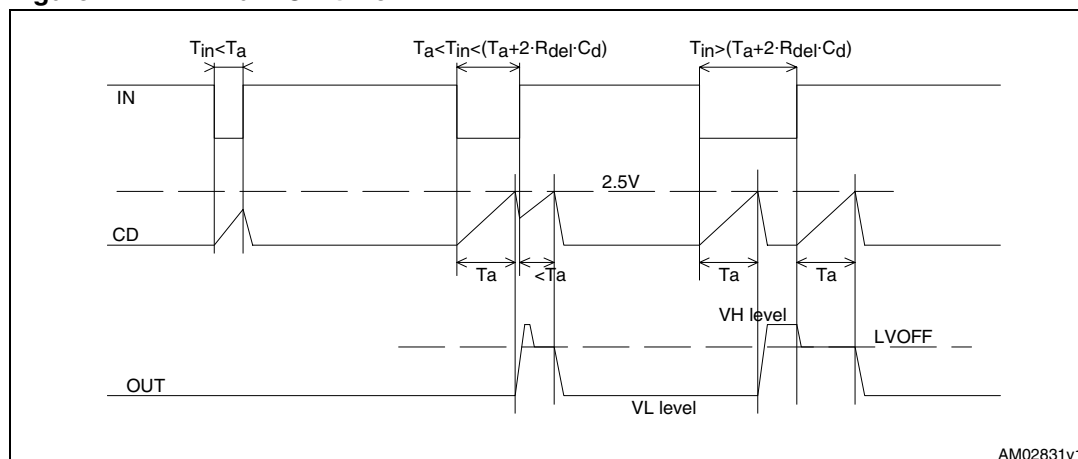 Tin<Ta
Ta<Tin<(Ta+2·Rdel·Cd)
Tin>(Ta+2·Rdel·Cd)
IN
2.5V
CD
Ta
<Ta
Ta
Ta
VH level
LVOFF
OUT
VL level
AM02831v1